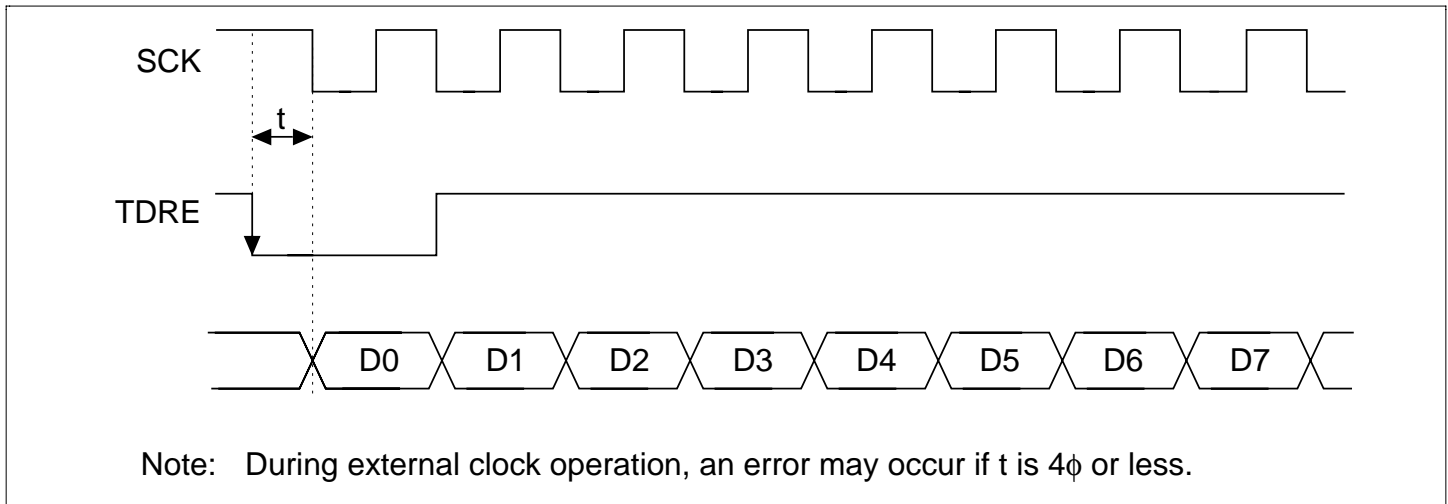 SCK
t
TDRE
D0 D1 D2 D3 D4 D5 D6 D7
Note: During external clock operation, an error may occur if t is 4ϕ or less.